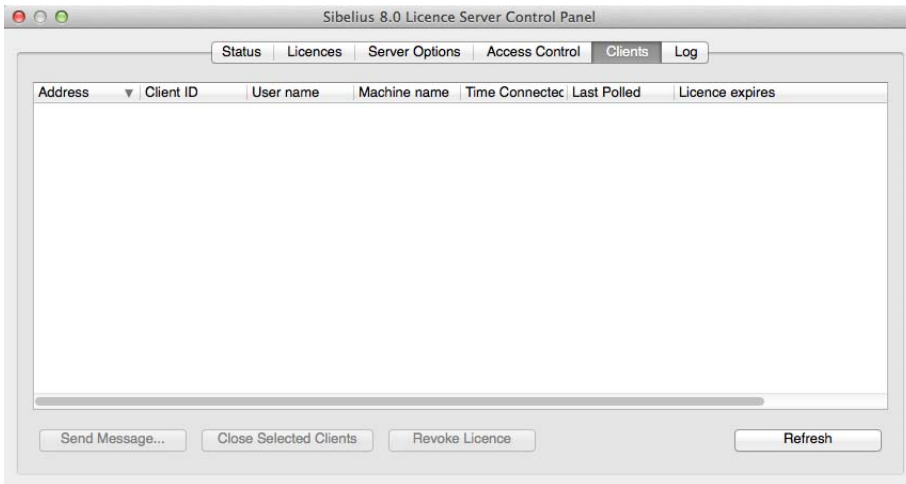 Sibelius 8.0 Licence Server Control Panel
Status Licences Server Options Access Control Clients Log
Address Client ID User name Machine name Time Connectec Last Polled Licence expires
Send Message... Close Selected Clients Revoke Licence Refresh